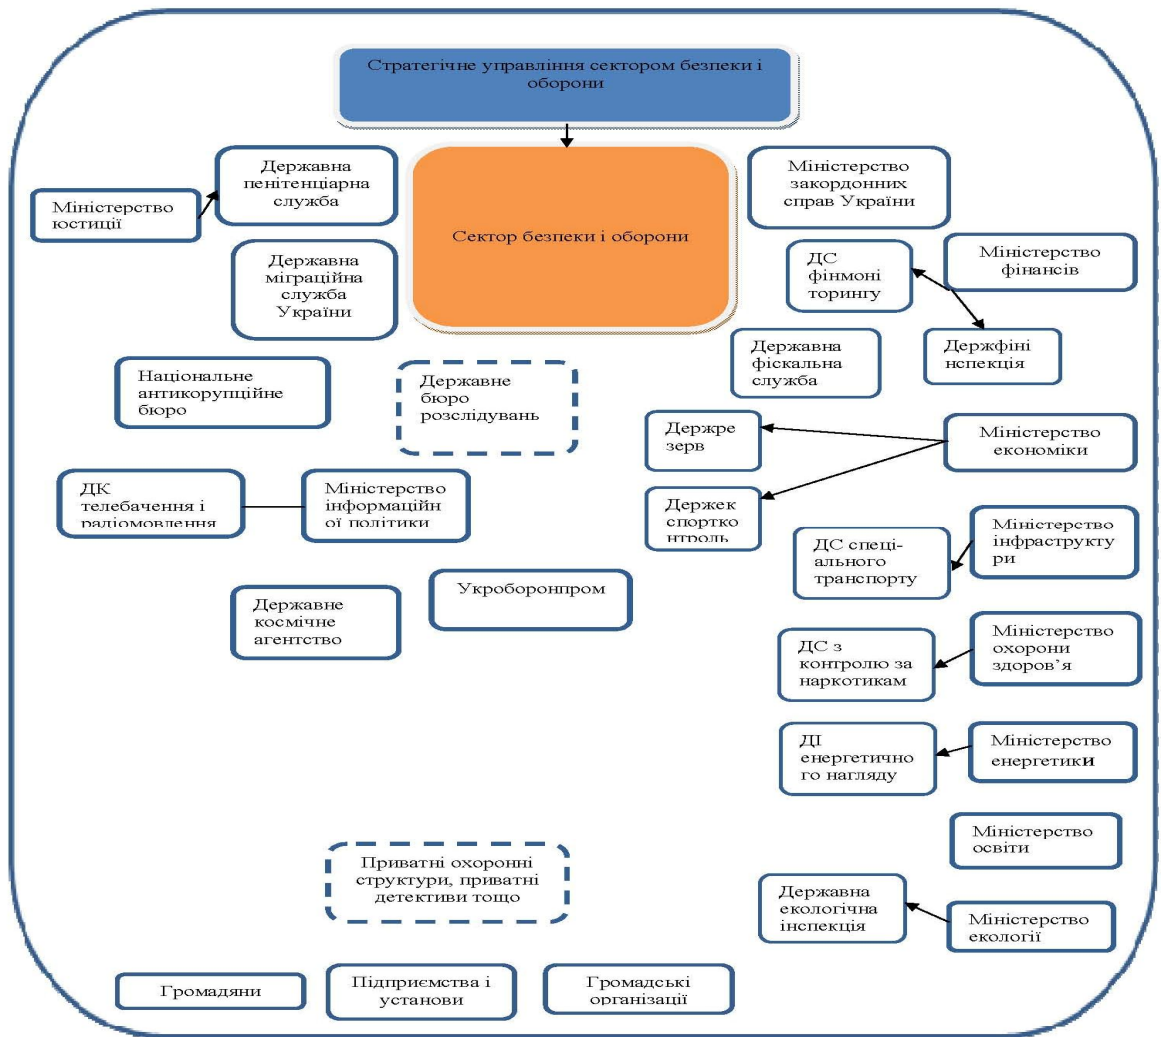 Стратегічне управління сектором безпеки і
оборони
Державна
пенітенціарна
служба
Міністерство
юстиції
Сектор безпеки і оборони
Міністерство
закордонних
справ України
Державна
міграційна
служба
України
ДС
фінмоні
торингу
Міністерство
фінансів
Державна
фіскальна
служба
Держфіні
нспекція
Національне
антикорупційне
бюро
Державне
бюро
розслідувань
Держре
зерв
Міністерство
економіки
ДК
телебачення і
радіомовлення
Міністерство
інформаційн
ої політики
Держек
спортко
нтроль
Міністерство
інфраструкту
ри
ДС спеці-
ального
транспорту
Державне
космічне
агентство
Укроборонпром
Міністерство
охорони
здоров’я
ДС з
контролю за
наркотикам
ДІ
енергетично
го нагляду
Міністерство
енергетики
Міністерство
освіти
Приватні охоронні
структури, приватні
детективи тощо
Державна
екологічна
інспекція
Міністерство
екології
Громадяни
Підприємства і
установи
Громадські
організації